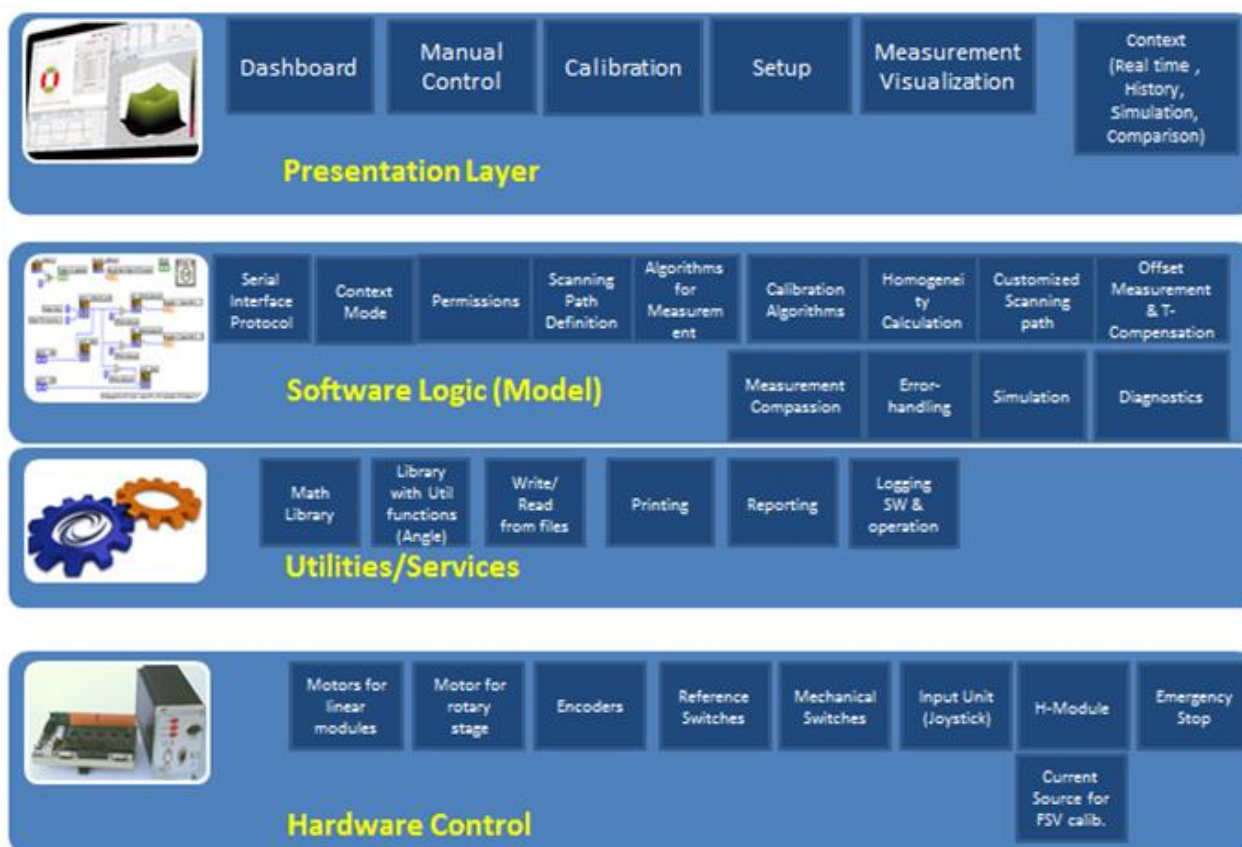 Dashboard
Manual
Control
Calibration
Setup
Measurement
Visualization
Context
(Real time ,
History,
Simulation,
Comparison)
Presentation Layer
Serial
Interface
Protocol
Context
Mode
Permissions
Scanning
Path
Definition
Algorithms
for
Measurem
ent
Calibration
Algorithms
Homogenei
ty
Calculation
Customized
Scanning
path
Offset
Measurement
& T-
Compensation
Software Logic (Model)
Measurement
Compassion
Error-
handling
Simulation
Diagnostics
Math
Library
Library
with Util
functions
(Angle)
Write/
Read
from files
Printing
Reporting
Logging
SW &
operation
Utilities/Services
Motors for
linear
modules
Motor for
rotary
stage
Encoders
Reference
Switches
Mechanical
Switches
Input Unit
(Joystick)
H-Module
Emergency
Stop
Current
Source for
FSV calib.
Hardware Control